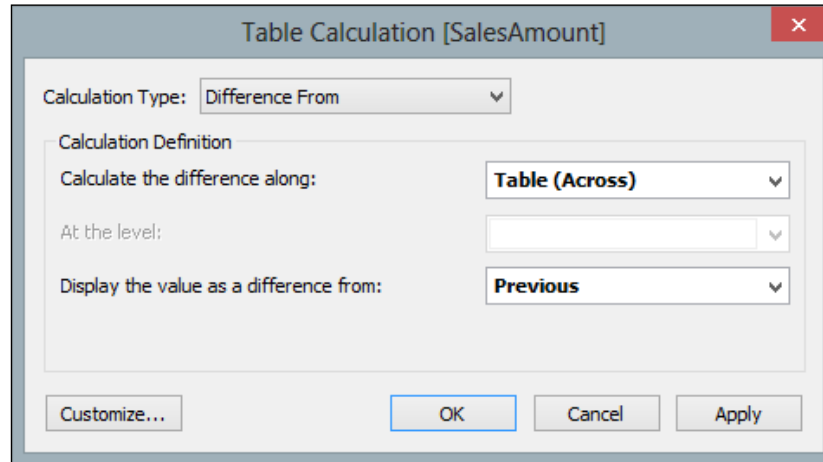 Table Calculation [SalesAmount]
Calculation Type: Difference From
Calculation Definition
Calculate the difference along: Table (Across)
At the level:
Display the value as a difference from: Previous
Customize... OK Cancel Apply